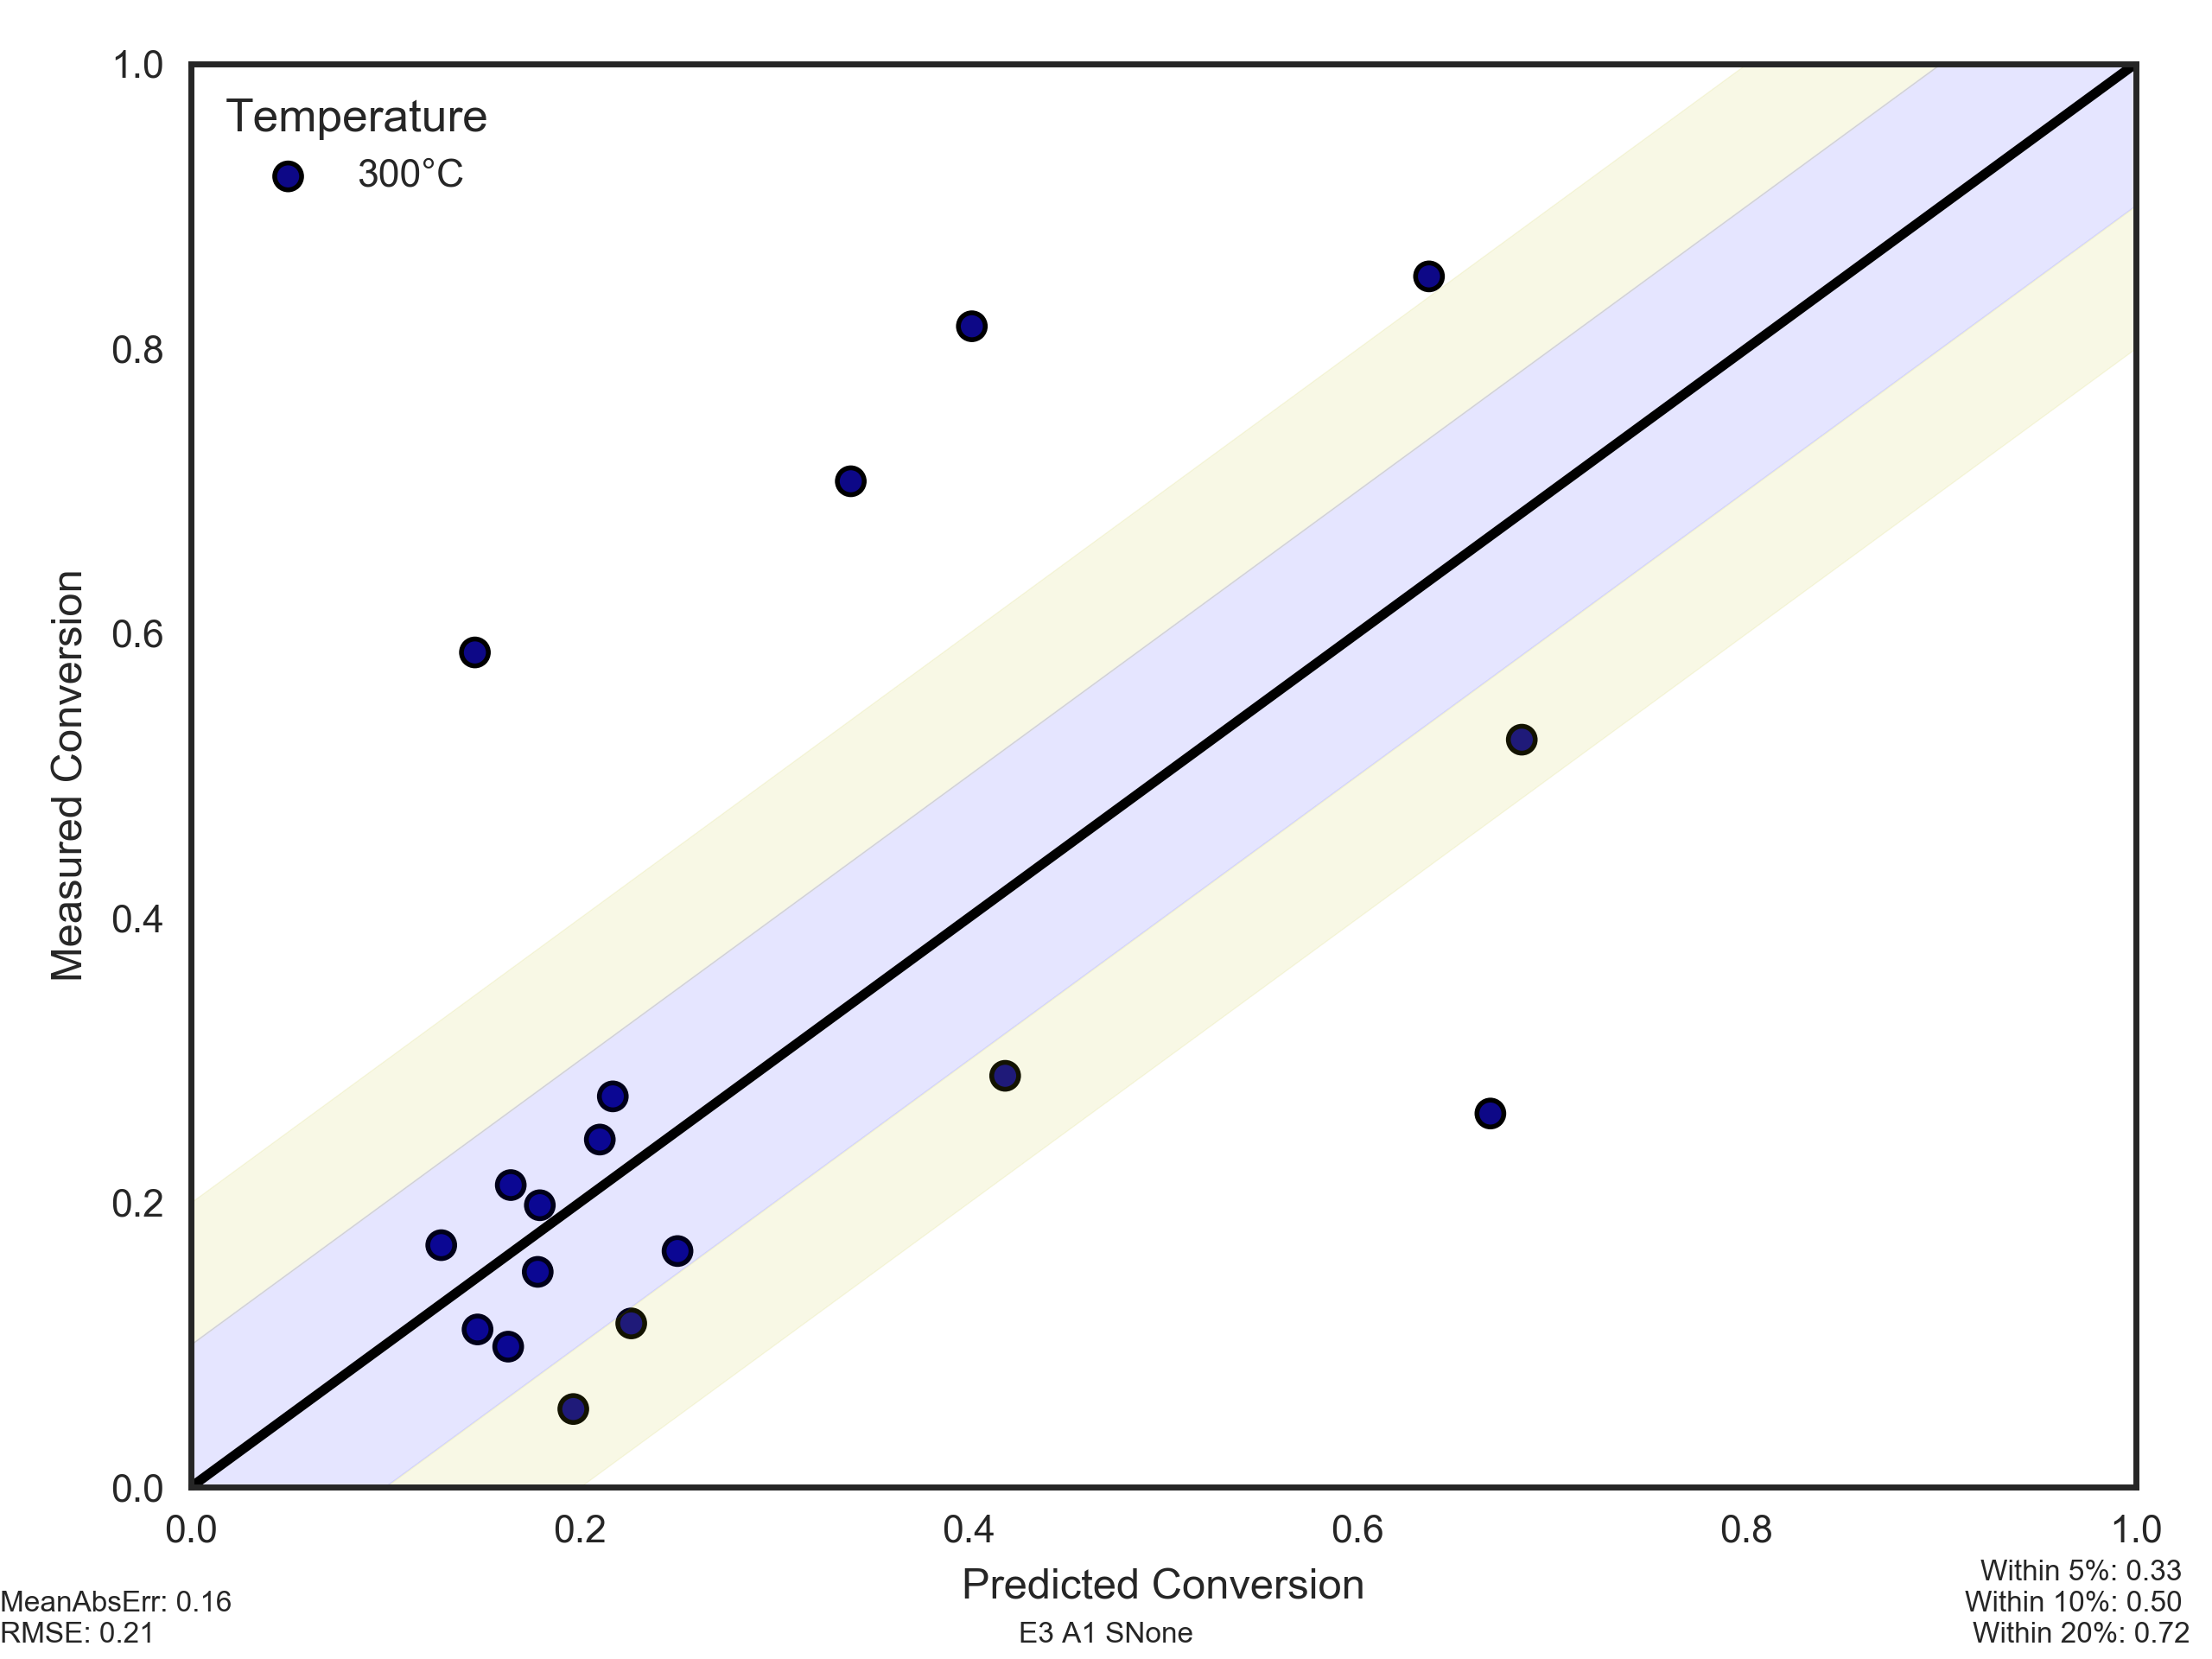 1.0
0.8
0.6
0.4
0.2
0.0
Measured Conversion
Temperature
300°C
0.0 0.2 0.4 0.6 0.8 1.0
Predicted Conversion
E3 A1 SNone
MeanAbsErr: 0.16
RMSE: 0.21
Within 5%: 0.33
Within 10%: 0.50
Within 20%: 0.72